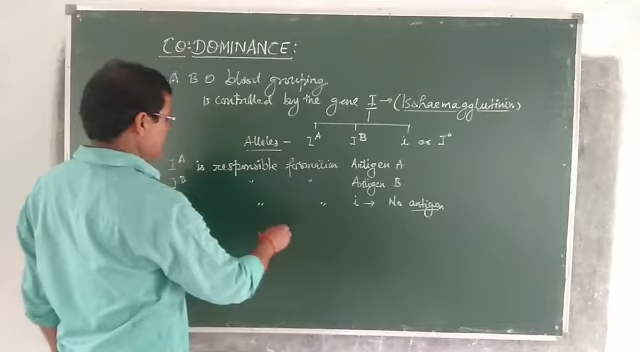 CO:DOMINANCE:
A B O blood grouping
is controlled by the gene I → (Isohaemagglutinin)
Alleles – I^A I^B i or I°
I^A is responsible formation Antigen A
I^B " " Antigen B
" " i → No antigen